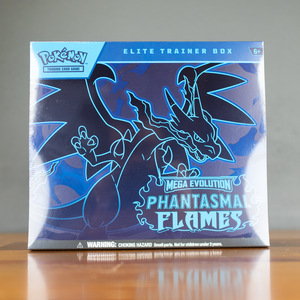 POKÉMON
TRADING CARD GAME
ELITE TRAINER BOX
6+
MEGA EVOLUTION
PHANTASMAL
FLAMES
WARNING: CHOKING HAZARD Small parts. Not for children under 3 years.